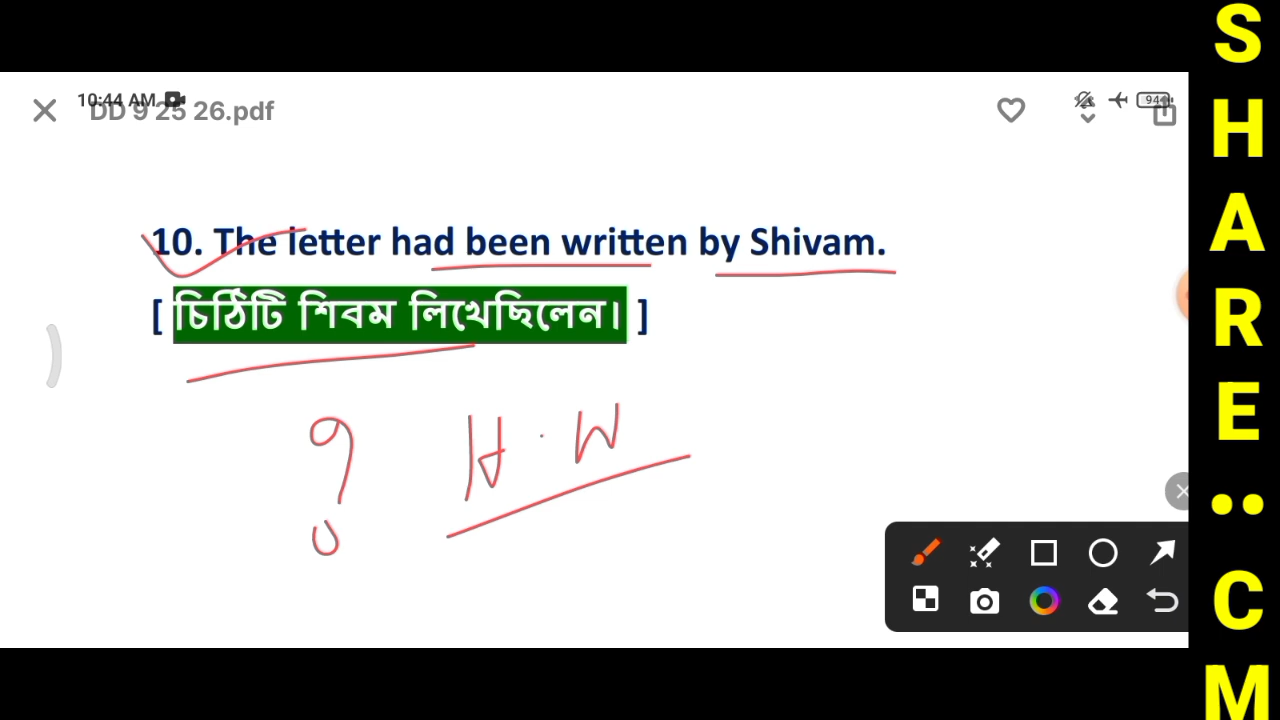 10:44 AM
DD 9 25 26.pdf
94
10. The letter had been written by Shivam.
[ চিঠিটি শিবম লিখেছিলেন। ]
? H.W
SHARE •• CM